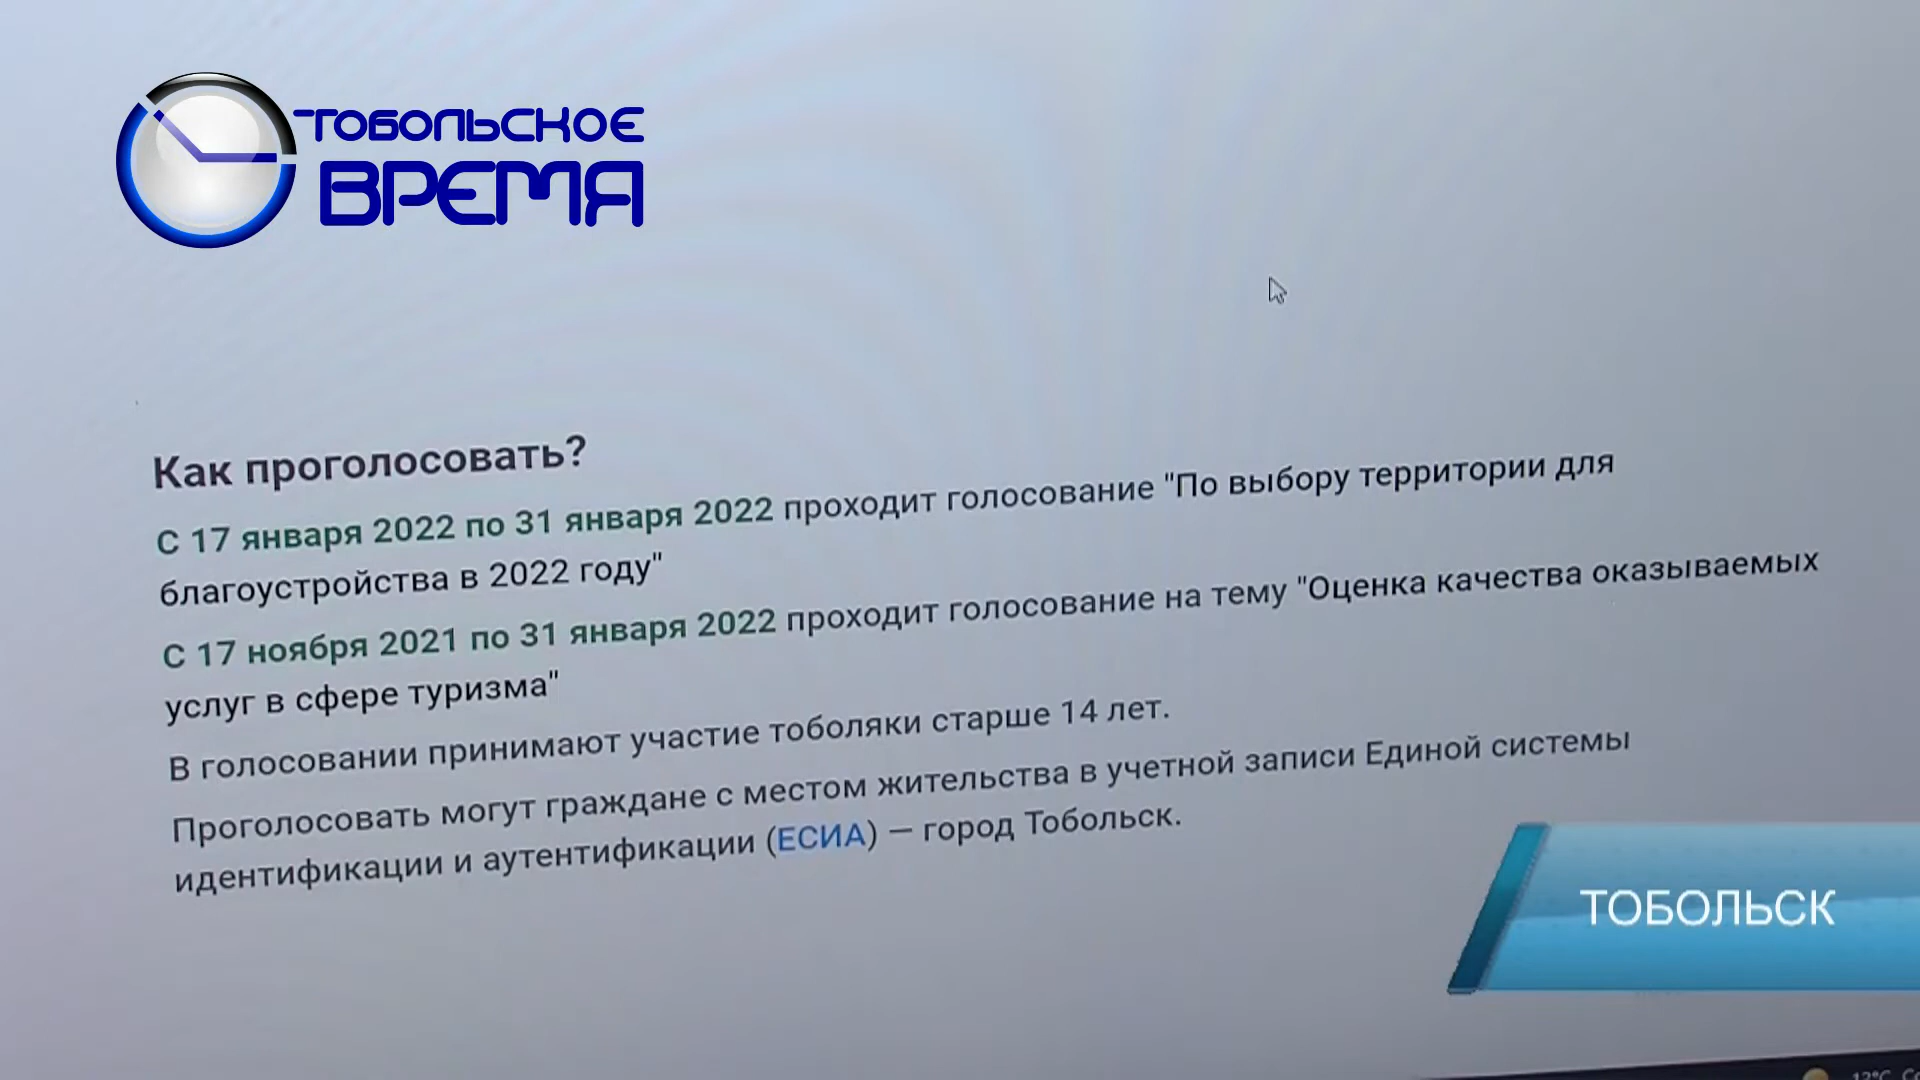 ТОБОЛЬСКОЕ
ВРЕМЯ
Как проголосовать?
С 17 января 2022 по 31 января 2022 проходит голосование "По выбору территории для
благоустройства в 2022 году"
С 17 ноября 2021 по 31 января 2022 проходит голосование на тему "Оценка качества оказываемых
услуг в сфере туризма"
В голосовании принимают участие тоболяки старше 14 лет.
Проголосовать могут граждане с местом жительства в учетной записи Единой системы
идентификации и аутентификации (ЕСИА) — город Тобольск.
ТОБОЛЬСК